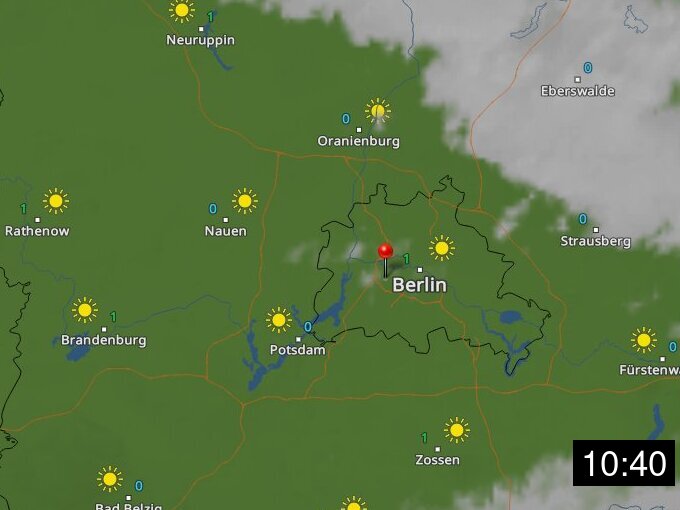 1
Neuruppin
0
Eberswalde
0
Oranienburg
1
Rathenow
0
Nauen
0
Strausberg
1
Berlin
1
Brandenburg
0
Potsdam
0
Fürstenwa
1
Zossen
10:40
0
Bad Belzig